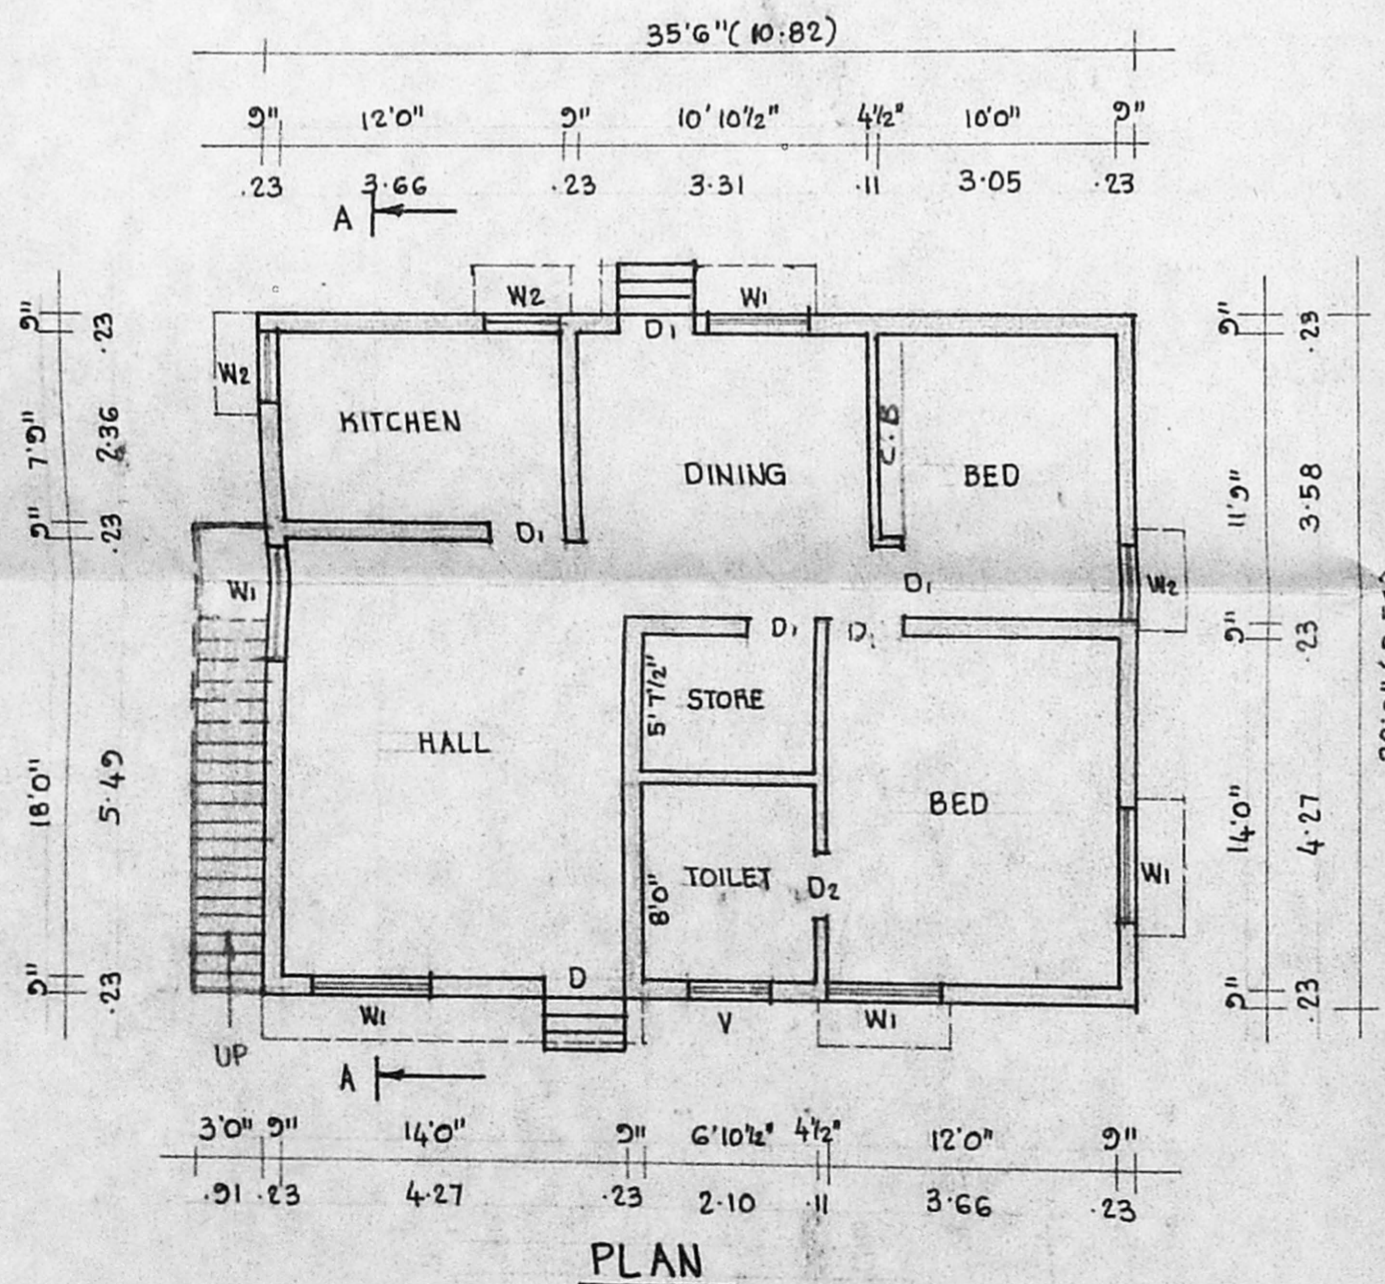 35'6"(10.82)
9" 12'0" 9" 10'10½" 4½" 10'0" 9"
.23 3.66 .23 3.31 .11 3.05 .23
A
W2 W1
D1
9" .23
W2
7'9" 2.36
KITCHEN
C.B
DINING BED
9" .23
11'9" 3.58
9" .23
D1
W1 D1 W2
D1 D1
9" .23
5'7½" STORE
HALL
BED
18'0" 5.49
14'0" 4.27
TOILET D2 W1
8'0"
9" .23
D
9" .23
W1 V W1
UP
A
3'0" 9" 14'0" 9" 6'10½" 4½" 12'0" 9"
.91 .23 4.27 .23 2.10 .11 3.66 .23
PLAN